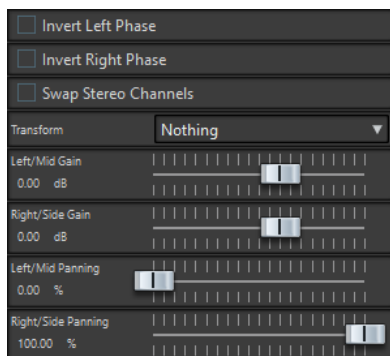 Invert Left Phase
Invert Right Phase
Swap Stereo Channels
Transform Nothing
Left/Mid Gain
0.00 dB
Right/Side Gain
0.00 dB
Left/Mid Panning
0.00 %
Right/Side Panning
100.00 %